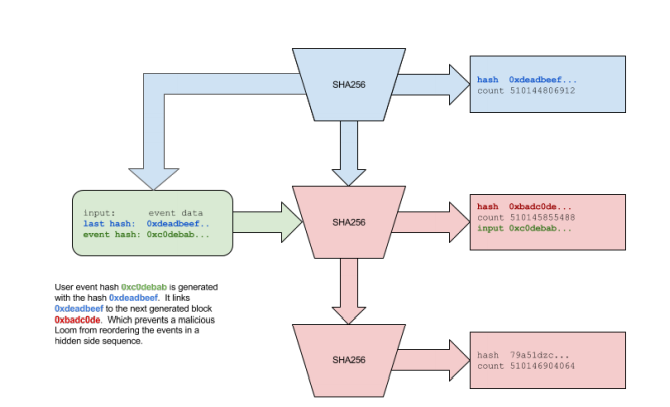 SHA256
hash 0xdeadbeef...
count 510144806912
input: event data
last hash: 0xdeadbeef..
event hash: 0xc0debab...
SHA256
hash 0xbadc0de...
count 510145855488
input 0xc0debab...
User event hash 0xc0debab is generated
with the hash 0xdeadbeef. It links
0xdeadbeef to the next generated block
0xbadc0de. Which prevents a malicious
Loom from reordering the events in a
hidden side sequence.
SHA256
hash 79a51dzc...
count 510146904064